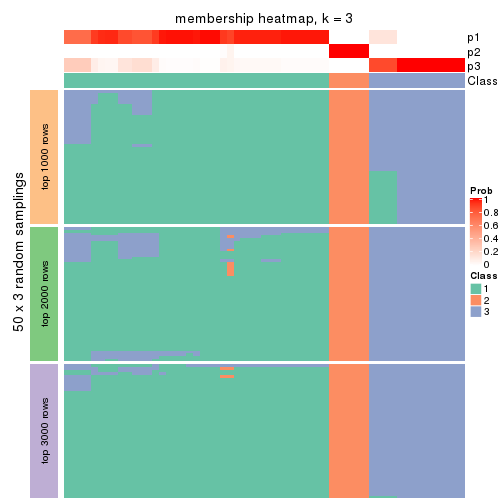 membership heatmap, k = 3
p1
p2
p3
Class
50 x 3 random samplings
top 1000 rows
top 2000 rows
top 3000 rows
Prob
1
0.8
0.6
0.4
0.2
0
Class
1
2
3